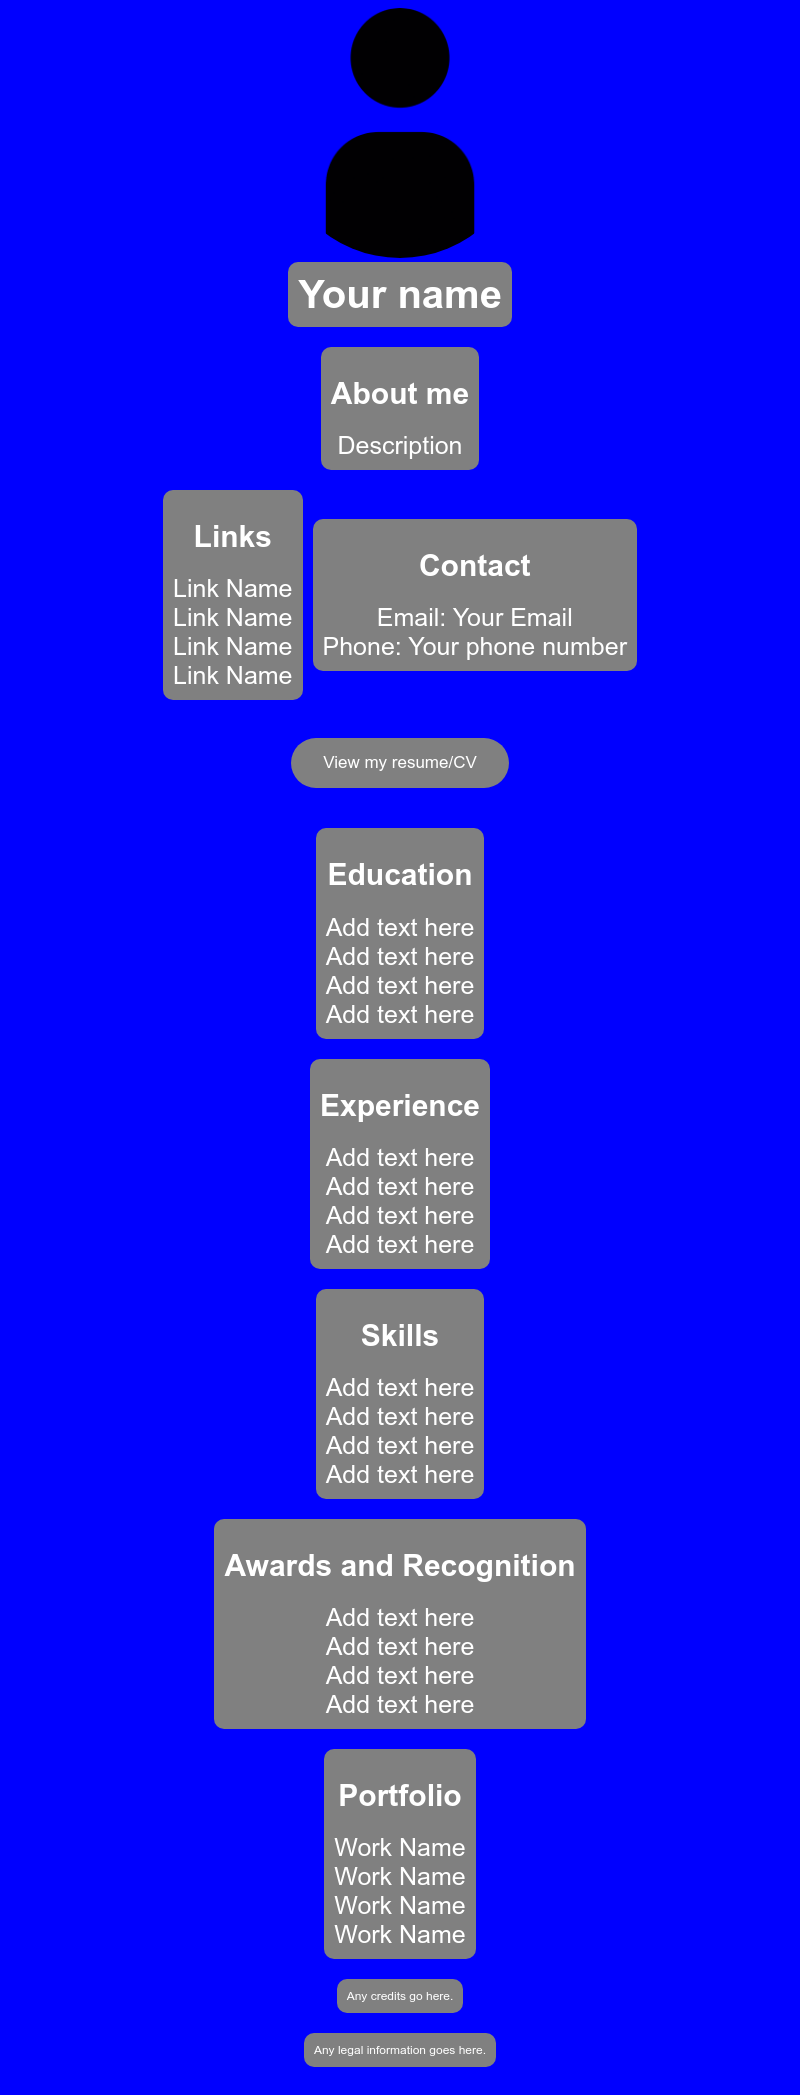 Your name
About me
Description
Links
Link Name
Link Name
Link Name
Link Name
Contact
Email: Your Email
Phone: Your phone number
View my resume/CV
Education
Add text here
Add text here
Add text here
Add text here
Experience
Add text here
Add text here
Add text here
Add text here
Skills
Add text here
Add text here
Add text here
Add text here
Awards and Recognition
Add text here
Add text here
Add text here
Add text here
Portfolio
Work Name
Work Name
Work Name
Work Name
Any credits go here.
Any legal information goes here.